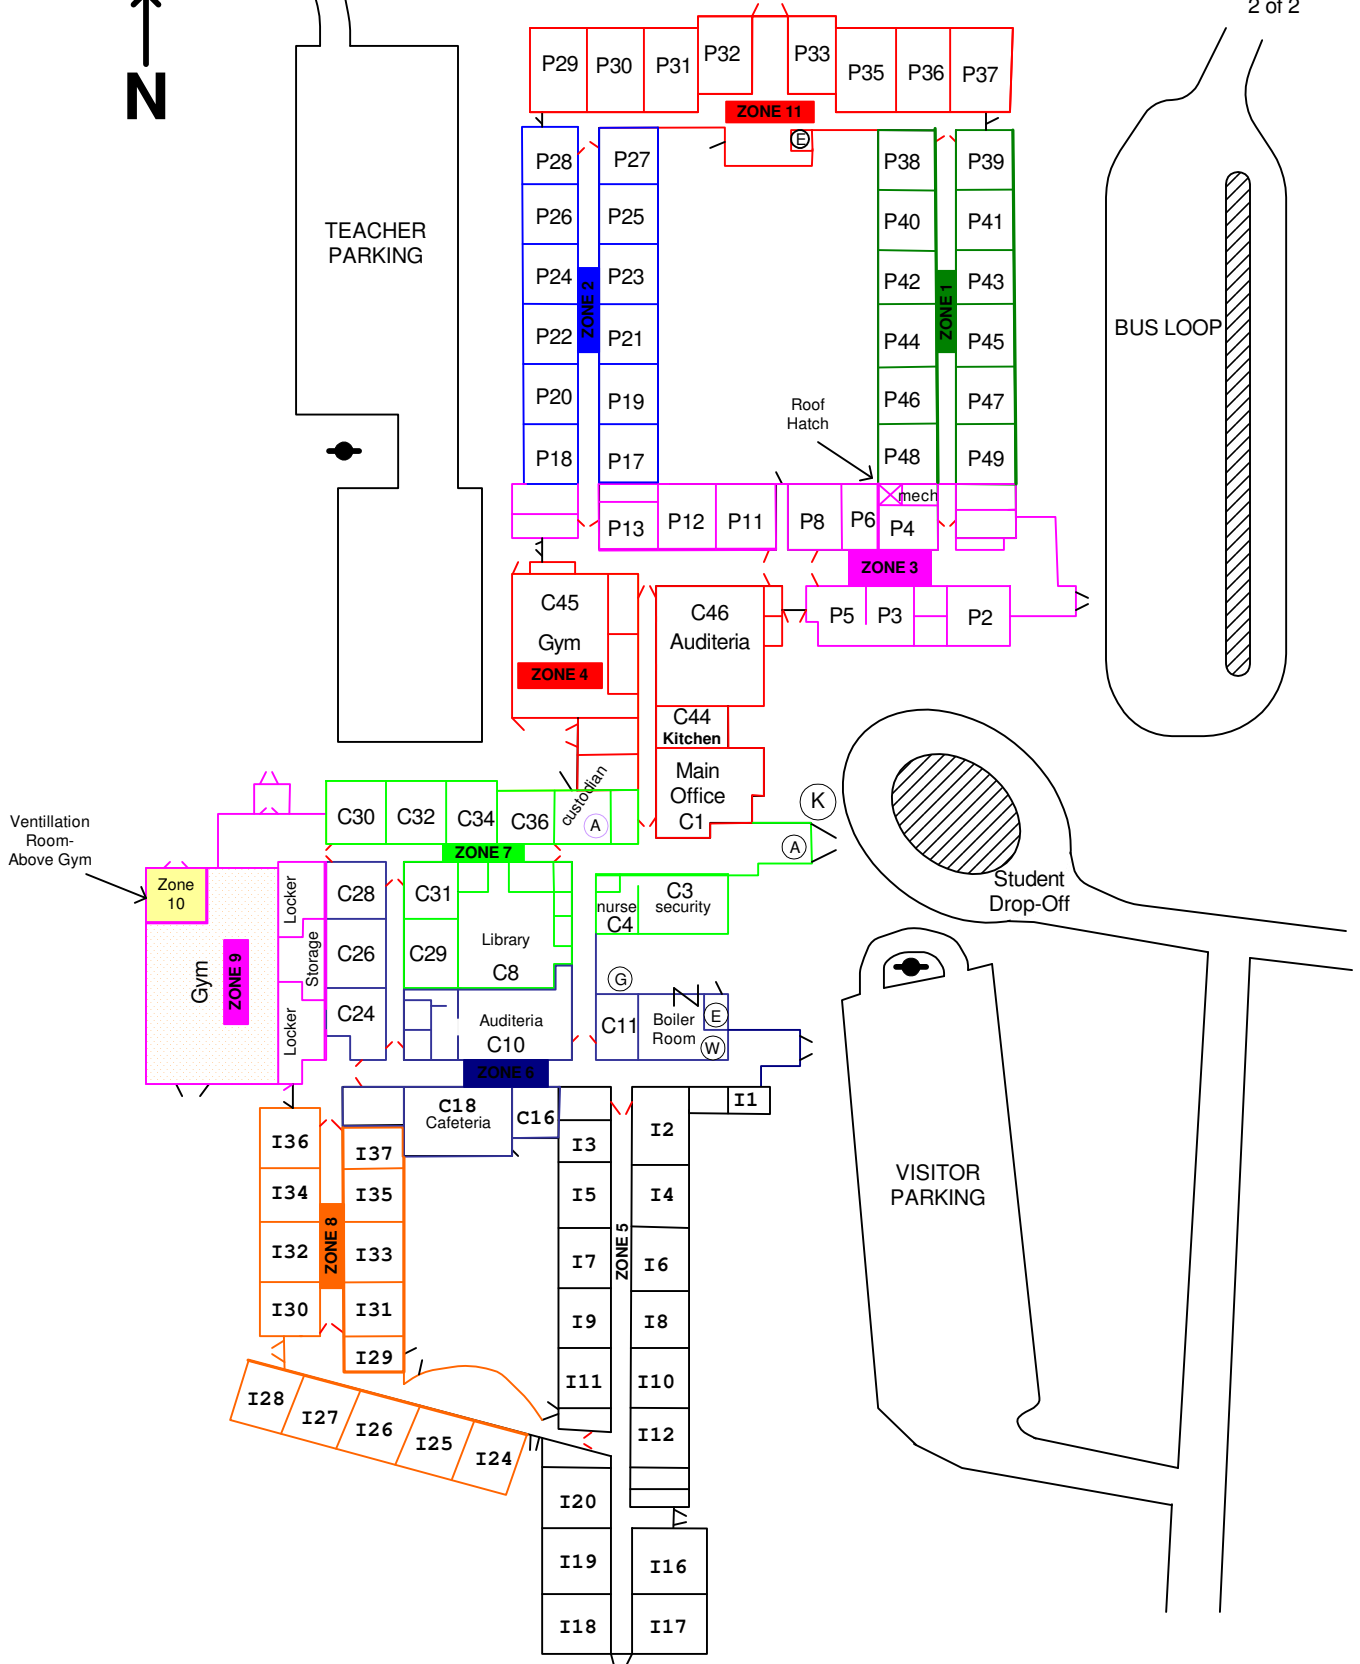 2 of 2
N
P29
P30
P31
P32
P33
P35
P36
P37
ZONE 11
E
P28
P27
P38
P39
TEACHER
PARKING
P26
P25
P40
P41
P24
P23
P42
P43
ZONE 2
ZONE 1
BUS LOOP
P22
P21
P44
P45
P20
P19
P46
P47
Roof
Hatch
P18
P17
P48
P49
mech
P13
P12
P11
P8
P6
P4
ZONE 3
C45
Gym
ZONE 4
C46
Auditeria
P5
P3
P2
C44
Kitchen
Main
Office
C1
K
custodian
A
A
C30
C32
C34
C36
ZONE 7
Ventillation
Room-
Above Gym
Zone
10
Locker
C28
C31
C3
security
nurse
C4
Student
Drop-Off
Gym
ZONE 9
Storage
C26
C29
Library
C8
G
Locker
C24
Auditeria
C10
C11
Boiler
Room
E
W
ZONE 6
C18
Cafeteria
C16
I1
I36
I37
I3
I2
I34
I35
I5
I4
VISITOR
PARKING
ZONE 8
ZONE 5
I32
I33
I7
I6
I30
I31
I9
I8
I29
I11
I10
I28
I27
I26
I25
I24
I12
I20
I19
I16
I18
I17